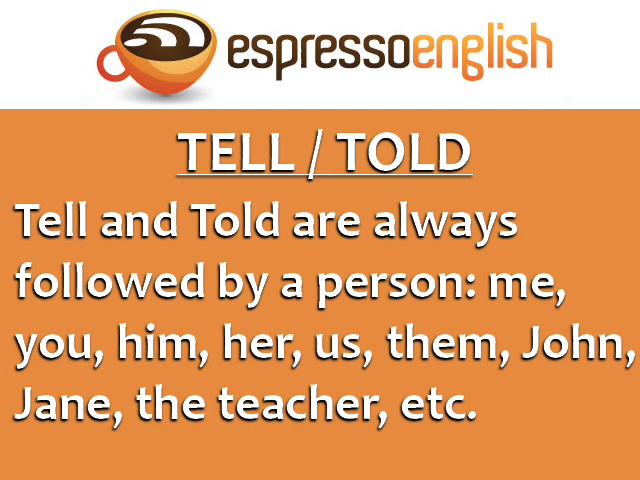 espressoenglish
TELL / TOLD
Tell and Told are always
followed by a person: me,
you, him, her, us, them, John,
Jane, the teacher, etc.